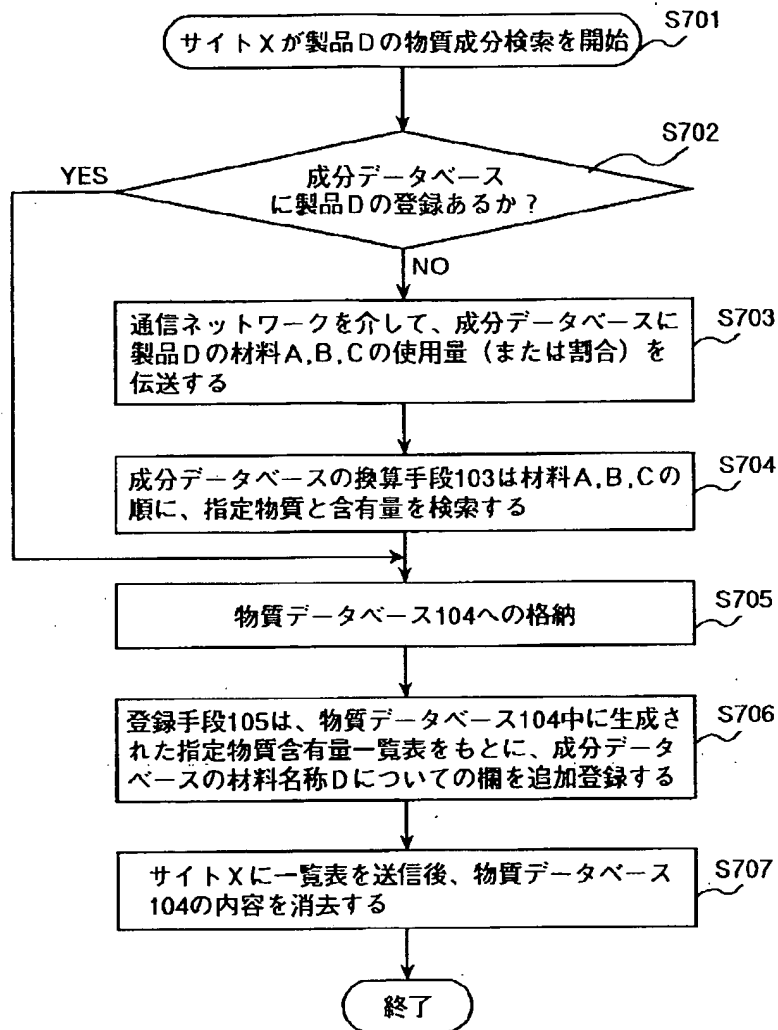 サイトXが製品Dの物質成分検索を開始
S701
S702
YES
成分データベース
に製品Dの登録あるか?
NO
S703
通信ネットワークを介して、成分データベースに
製品Dの材料A,B,Cの使用量(または割合)を
伝送する
S704
成分データベースの換算手段103は材料A,B,Cの
順に、指定物質と含有量を検索する
S705
物質データベース104への格納
S706
登録手段105は、物質データベース104中に生成さ
れた指定物質含有量一覧表をもとに、成分データ
ベースの材料名称Dについての欄を追加登録する
S707
サイトXに一覧表を送信後、物質データベース
104の内容を消去する
終了